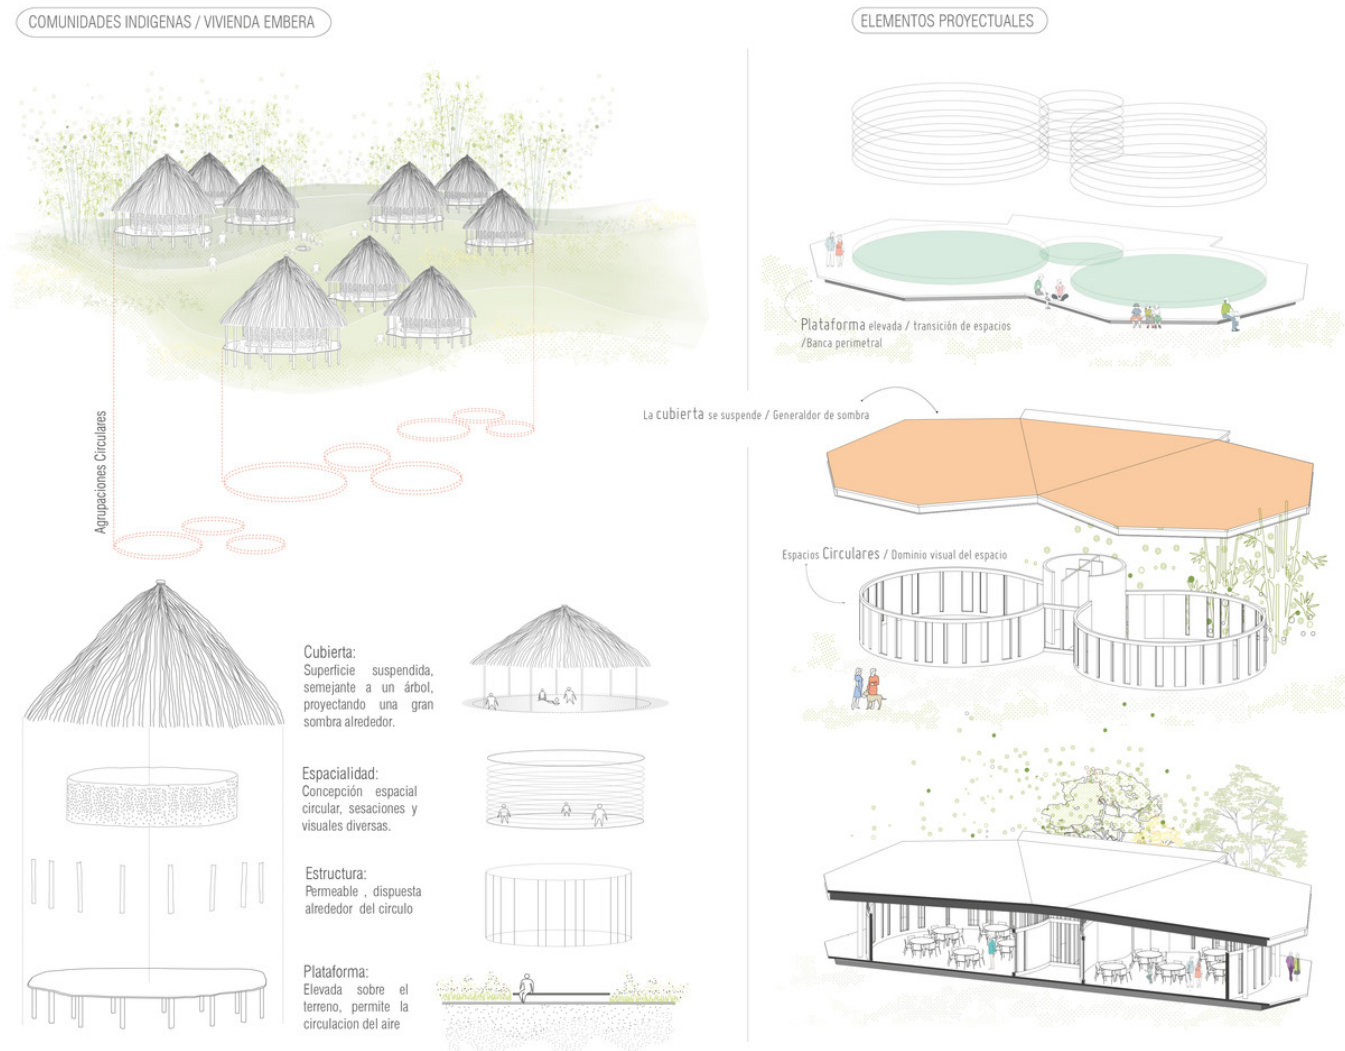 COMUNIDADES INDIGENAS / VIVIENDA EMBERA
Agrupaciones Circulares
Cubierta:
Superficie suspendida,
semejante a un árbol,
proyectando una gran
sombra alrededor.
Espacialidad:
Concepción espacial
circular, sesaciones y
visuales diversas.
Estructura:
Permeable , dispuesta
alrededor del circulo
Plataforma:
Elevada sobre el
terreno, permite la
circulacion del aire
ELEMENTOS PROYECTUALES
Plataforma elevada / transición de espacios
/Banca perimetral
La cubierta se suspende / Generaldor de sombra
Espacios Circulares / Dominio visual del espacio